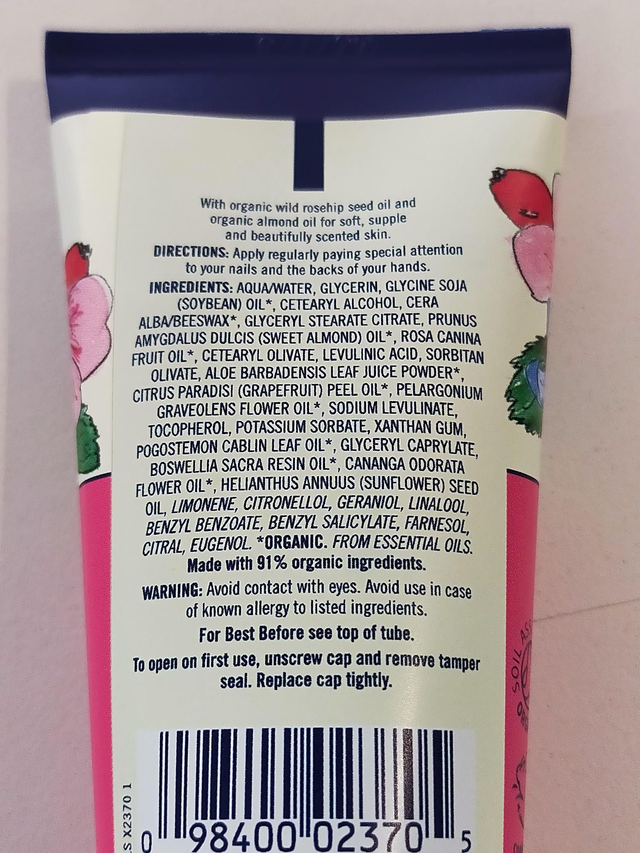 With organic wild rosehip seed oil and
organic almond oil for soft, supple
and beautifully scented skin.
DIRECTIONS: Apply regularly paying special attention
to your nails and the backs of your hands.
INGREDIENTS: AQUA/WATER, GLYCERIN, GLYCINE SOJA
(SOYBEAN) OIL*, CETEARYL ALCOHOL, CERA
ALBA/BEESWAX*, GLYCERYL STEARATE CITRATE, PRUNUS
AMYGDALUS DULCIS (SWEET ALMOND) OIL*, ROSA CANINA
FRUIT OIL*, CETEARYL OLIVATE, LEVULINIC ACID, SORBITAN
OLIVATE, ALOE BARBADENSIS LEAF JUICE POWDER*,
CITRUS PARADISI (GRAPEFRUIT) PEEL OIL*, PELARGONIUM
GRAVEOLENS FLOWER OIL*, SODIUM LEVULINATE,
TOCOPHEROL, POTASSIUM SORBATE, XANTHAN GUM,
POGOSTEMON CABLIN LEAF OIL*, GLYCERYL CAPRYLATE,
BOSWELLIA SACRA RESIN OIL*, CANANGA ODORATA
FLOWER OIL*, HELIANTHUS ANNUUS (SUNFLOWER) SEED
OIL, LIMONENE, CITRONELLOL, GERANIOL, LINALOOL,
BENZYL BENZOATE, BENZYL SALICYLATE, FARNESOL,
CITRAL, EUGENOL. *ORGANIC. FROM ESSENTIAL OILS.
Made with 91% organic ingredients.
WARNING: Avoid contact with eyes. Avoid use in case
of known allergy to listed ingredients.
For Best Before see top of tube.
To open on first use, unscrew cap and remove tamper
seal. Replace cap tightly.
X2370 1
0 98400 02370 5
SOIL